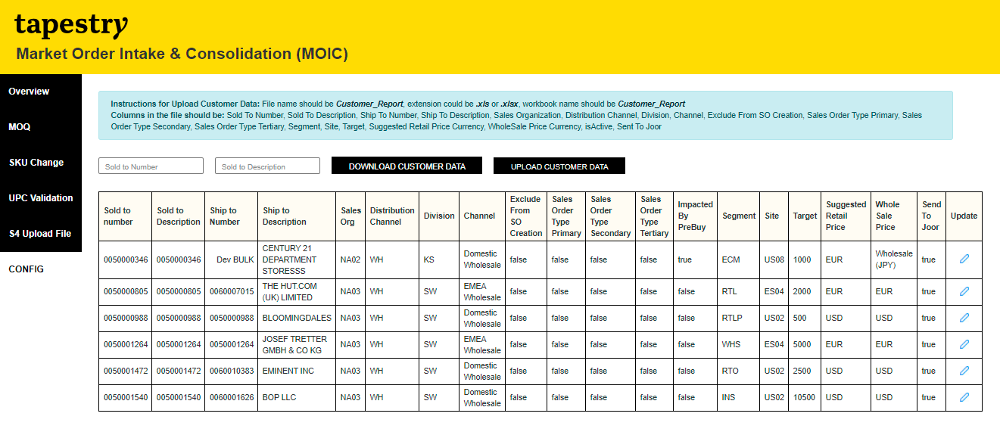 tapestry
Market Order Intake & Consolidation (MOIC)
Overview
MOQ
SKU Change
UPC Validation
S4 Upload File
CONFIG
Instructions for Upload Customer Data: File name should be Customer_Report, extension could be .xls or .xlsx, workbook name should be Customer_Report
Columns in the file should be: Sold To Number, Sold To Description, Ship To Number, Ship To Description, Sales Organization, Distribution Channel, Division, Channel, Exclude From SO Creation, Sales Order Type Primary, Sales
Order Type Secondary, Sales Order Type Tertiary, Segment, Site, Target, Suggested Retail Price Currency, WholeSale Price Currency, isActive, Sent To Joor
Sold to Number Sold to Description DOWNLOAD CUSTOMER DATA UPLOAD CUSTOMER DATA
Sold to number Sold to Description Ship to Number Ship to Description Sales Org Distribution Channel Division Channel Exclude From SO Creation Sales Order Type Primary Sales Order Type Secondary Sales Order Type Tertiary Impacted By PreBuy Segment Site Target Suggested Retail Price Whole Sale Price Send To Joor Update
0050000346 0050000346 Dev BULK CENTURY 21 DEPARTMENT STORESSS NA02 WH KS Domestic Wholesale false false false false true ECM US08 1000 EUR Wholesale (JPY) true
0050000805 0050000805 0060007015 THE HUT.COM (UK) LIMITED NA03 WH SW EMEA Wholesale false false false false false RTL ES04 2000 EUR EUR true
0050000988 0050000988 0050000988 BLOOMINGDALES NA03 WH SW Domestic Wholesale false false false false false RTLP US02 500 USD USD true
0050001264 0050001264 0050001264 JOSEF TRETTER GMBH & CO KG NA03 WH SW EMEA Wholesale false false false false false WHS ES04 5000 EUR EUR true
0050001472 0050001472 0060010383 EMINENT INC NA03 WH SW Domestic Wholesale false false false false false RTO US02 2500 USD USD true
0050001540 0050001540 0060001626 BOP LLC NA03 WH SW Domestic Wholesale false false false false false INS US02 10500 USD USD true